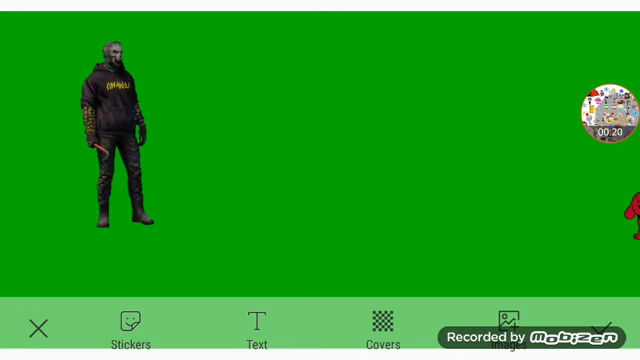 00:20
Stickers
Text
Covers
Images
Recorded by Mobizen